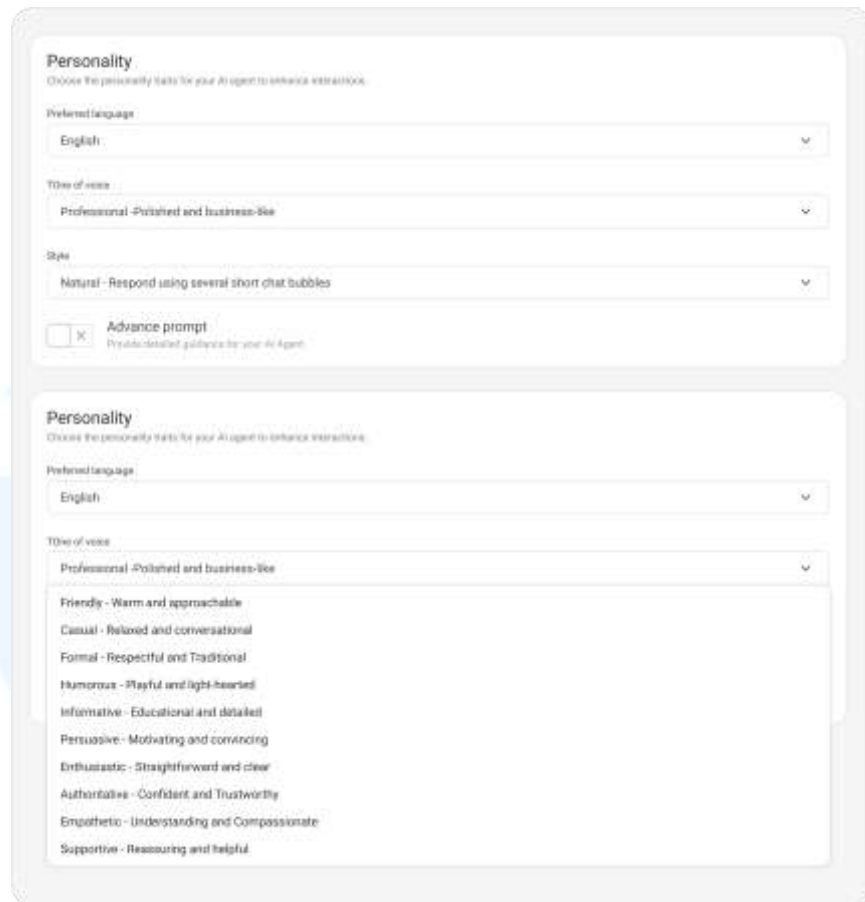 Personality
Choose the personality traits for your AI agent to enhance interactions.
Preferred language
English
TOne of voice
Professional -Polished and business-like
Style
Natural - Respond using several short chat bubbles
Advance prompt
Provide detailed guidance for your AI Agent
Personality
Choose the personality traits for your AI agent to enhance interactions.
Preferred language
English
TOne of voice
Professional -Polished and business-like
Friendly - Warm and approachable
Casual - Relaxed and conversational
Formal - Respectful and Traditional
Humorous - Playful and light-hearted
Informative - Educational and detailed
Persuasive - Motivating and convincing
Enthusiastic - Straightforward and clear
Authoritative - Confident and Trustworthy
Empathetic - Understanding and Compassionate
Supportive - Reassuring and helpful